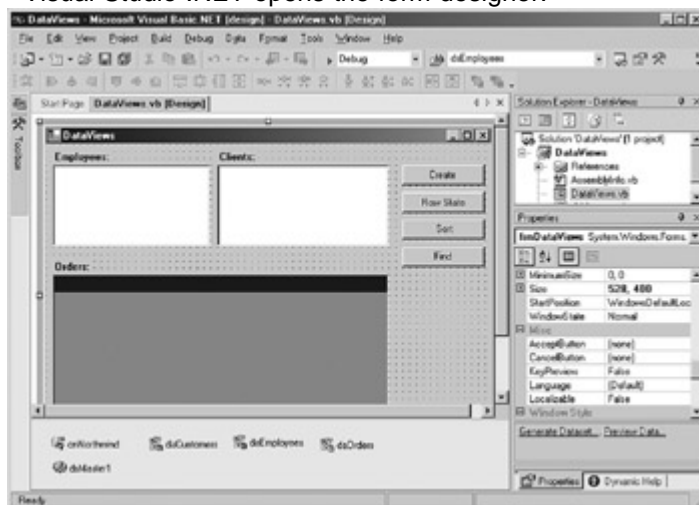 Visual Studio .NET opens the form designer.
DataViews - Microsoft Visual Basic .NET [design] - DataViews.vb [Design]
File Edit View Project Build Debug Data Format Tools Window Help
Debug
dsEmployees
Start Page DataViews.vb [Design]
Toolbox
DataViews
Employees:
Clients:
Create
Row State
Sort
Find
Orders:
cnNorthwind daCustomers daEmployees daOrders
dsMaster1
Solution Explorer - DataViews
Solution 'DataViews' (1 project)
DataViews
References
AssemblyInfo.vb
DataViews.vb
Properties
frmDataViews System.Windows.Forms.
MinimumSize 0, 0
Size 528, 400
StartPosition WindowsDefaultLoc
WindowState Normal
Misc
AcceptButton (none)
CancelButton (none)
KeyPreview False
Language (Default)
Localizable False
Window Style
Generate Dataset... Preview Data...
Properties Dynamic Help
Ready